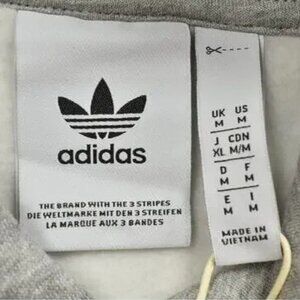 adidas
THE BRAND WITH THE 3 STRIPES
DIE WELTMARKE MIT DEN 3 STREIFEN
LA MARQUE AUX 3 BANDES
UK US
M M
J CDN
XL M/M
D F
M M
E I
M M
MADE IN
VIETNAM